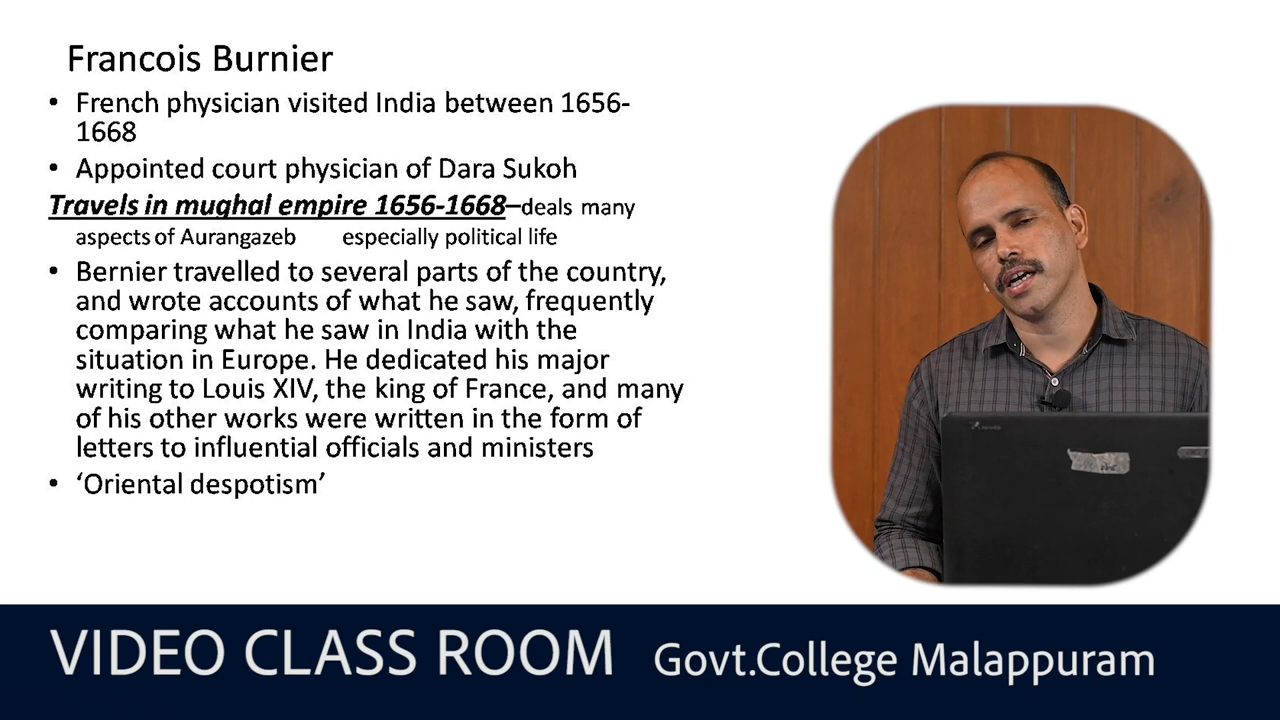 Francois Burnier
• French physician visited India between 1656-
1668
• Appointed court physician of Dara Sukoh
Travels in mughal empire 1656-1668–deals many
aspects of Aurangazeb especially political life
• Bernier travelled to several parts of the country,
and wrote accounts of what he saw, frequently
comparing what he saw in India with the
situation in Europe. He dedicated his major
writing to Louis XIV, the king of France, and many
of his other works were written in the form of
letters to influential officials and ministers
• ‘Oriental despotism’
VIDEO CLASS ROOM Govt.College Malappuram